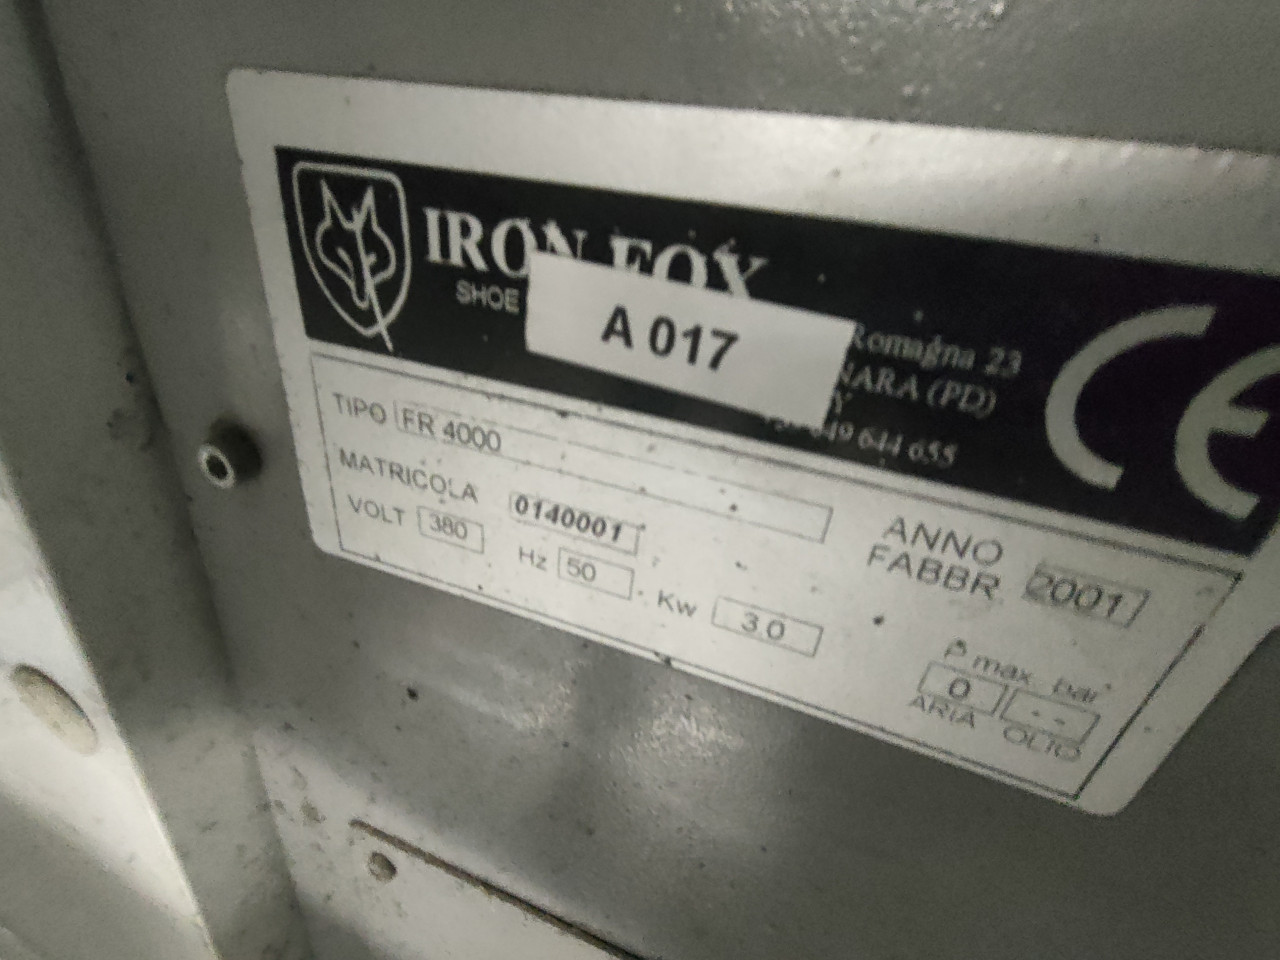 IRON FOX
SHOE
A 017
Romagna 23
NARA (PD)
049 644 655
CE
TIPO FR 4000
MATRICOLA 0140001
VOLT 380 Hz 50 Kw 3.0
ANNO
FABBR 2001
P max bar
0 --
ARIA OLIO